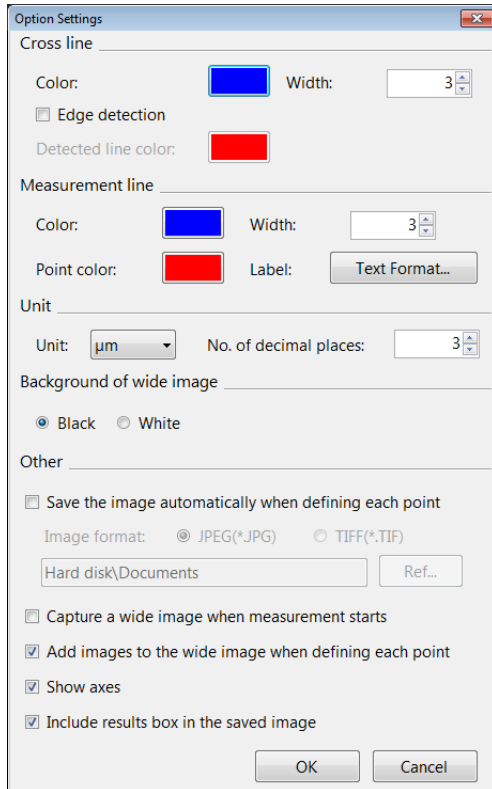 Option Settings
Cross line
Color: Width: 3
Edge detection
Detected line color:
Measurement line
Color: Width: 3
Point color: Label: Text Format...
Unit
Unit: µm No. of decimal places: 3
Background of wide image
Black White
Other
Save the image automatically when defining each point
Image format: JPEG(*.JPG) TIFF(*.TIF)
Hard disk\Documents Ref...
Capture a wide image when measurement starts
Add images to the wide image when defining each point
Show axes
Include results box in the saved image
OK Cancel